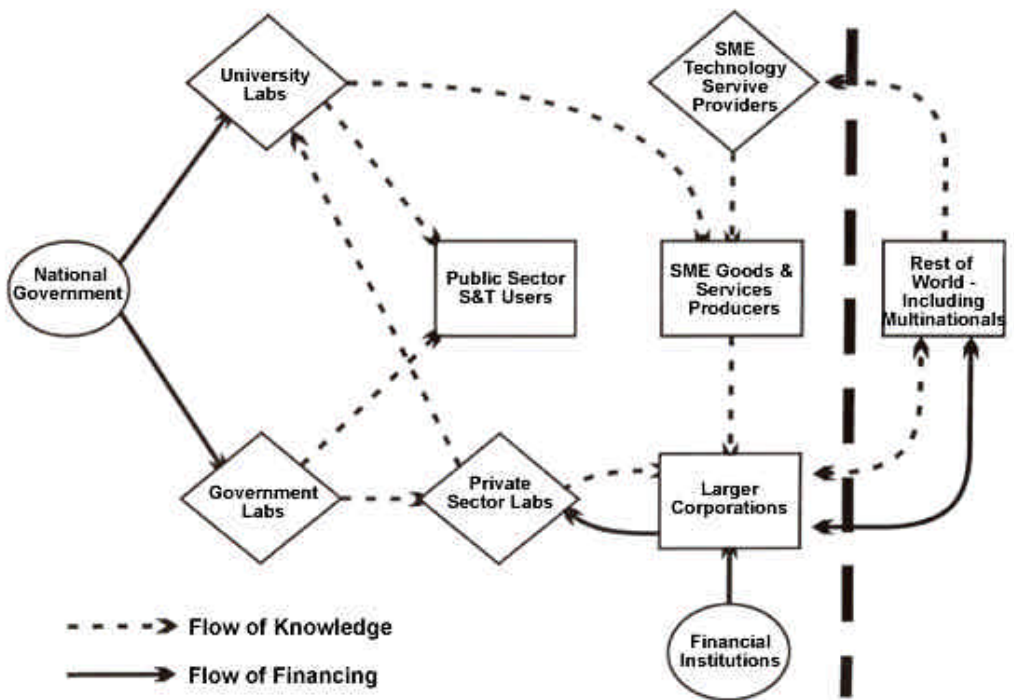 University
Labs
SME
Technology
Servive
Providers
National
Government
Public Sector
S&T Users
SME Goods &
Services
Producers
Rest of
World -
Including
Multinationals
Government
Labs
Private
Sector Labs
Larger
Corporations
Financial
Institutions
Flow of Knowledge
Flow of Financing